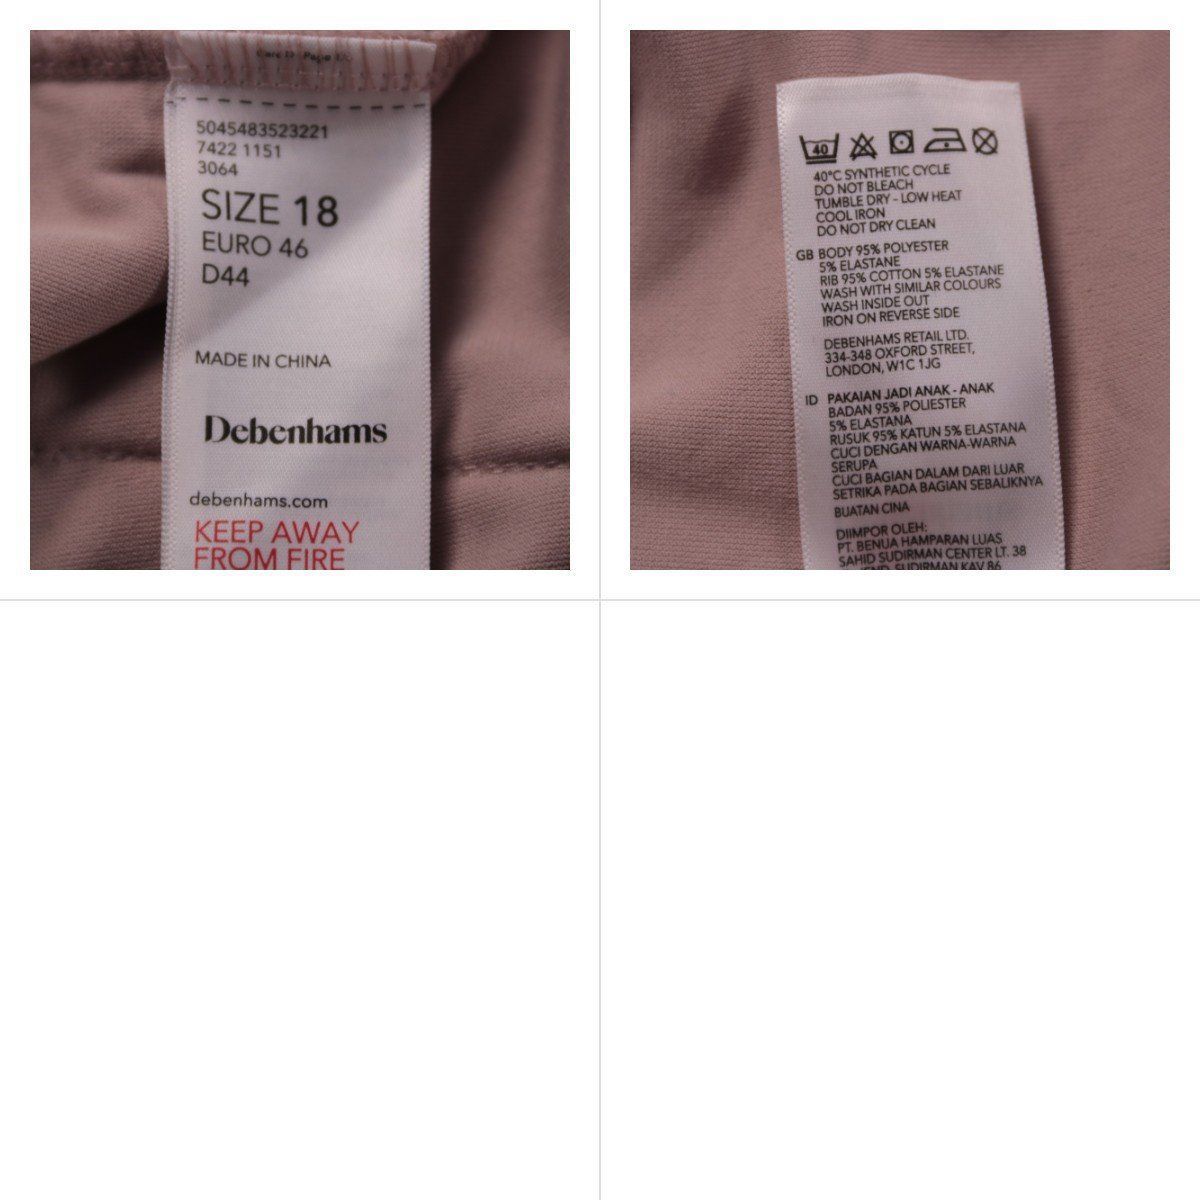 5045483523221
7422 1151
3064
SIZE 18
EURO 46
D44
MADE IN CHINA
Debenhams
debenhams.com
KEEP AWAY
FROM FIRE
40
40°C SYNTHETIC CYCLE
DO NOT BLEACH
TUMBLE DRY - LOW HEAT
COOL IRON
DO NOT DRY CLEAN
GB BODY 95% POLYESTER
5% ELASTANE
RIB 95% COTTON 5% ELASTANE
WASH WITH SIMILAR COLOURS
WASH INSIDE OUT
IRON ON REVERSE SIDE
DEBENHAMS RETAIL LTD.
334-348 OXFORD STREET,
LONDON, W1C 1JG
ID PAKAIAN JADI ANAK - ANAK
BADAN 95% POLIESTER
5% ELASTANA
RUSUK 95% KATUN 5% ELASTANA
CUCI DENGAN WARNA-WARNA
SERUPA
CUCI BAGIAN DALAM DARI LUAR
SETRIKA PADA BAGIAN SEBALIKNYA
BUATAN CINA
DIIMPOR OLEH:
PT. BENUA HAMPARAN LUAS
SAHID SUDIRMAN CENTER LT. 38
SUDIRMAN KAV 86